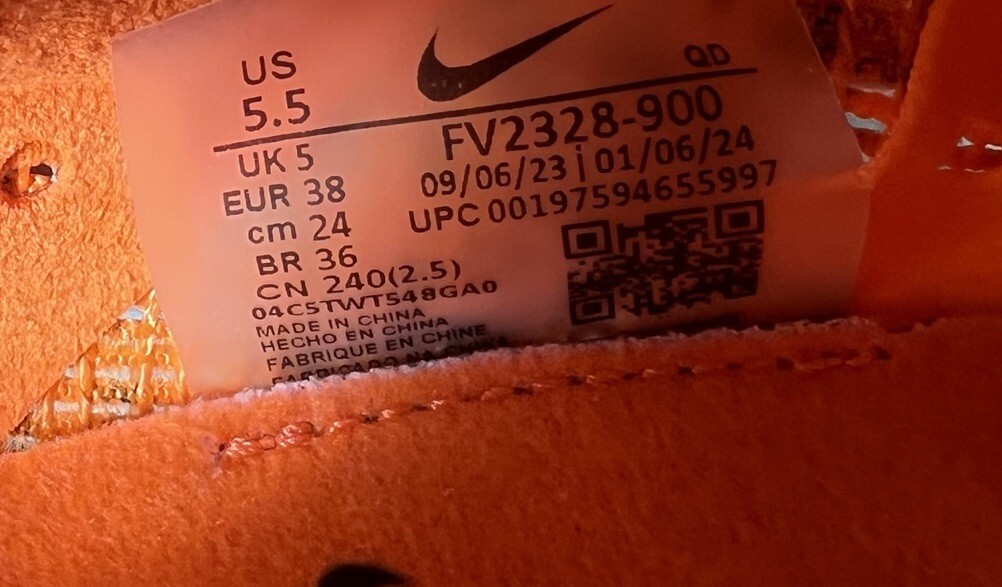 US
5.5
QD
UK 5
EUR 38
cm 24
BR 36
CN 240(2.5)
FV2328-900
09/06/23 | 01/06/24
UPC 00197594655997
04C5TWT548GA0
MADE IN CHINA
HECHO EN CHINA
FABRIQUE EN CHINE